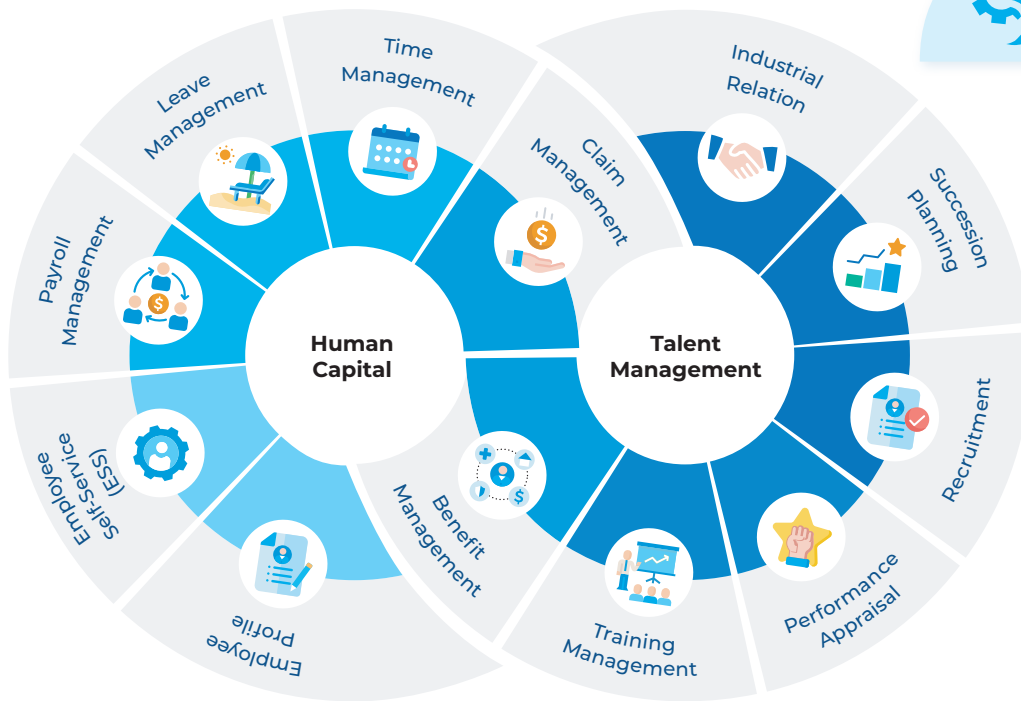 Time
Management
Leave
Management
Payroll
Management
Employee
Self-Service
(ESS)
Employee
Profile
Benefit
Management
Claim
Management
Human
Capital
Industrial
Relation
Succession
Planning
Recruitment
Performance
Appraisal
Training
Management
Talent
Management
$
$
$